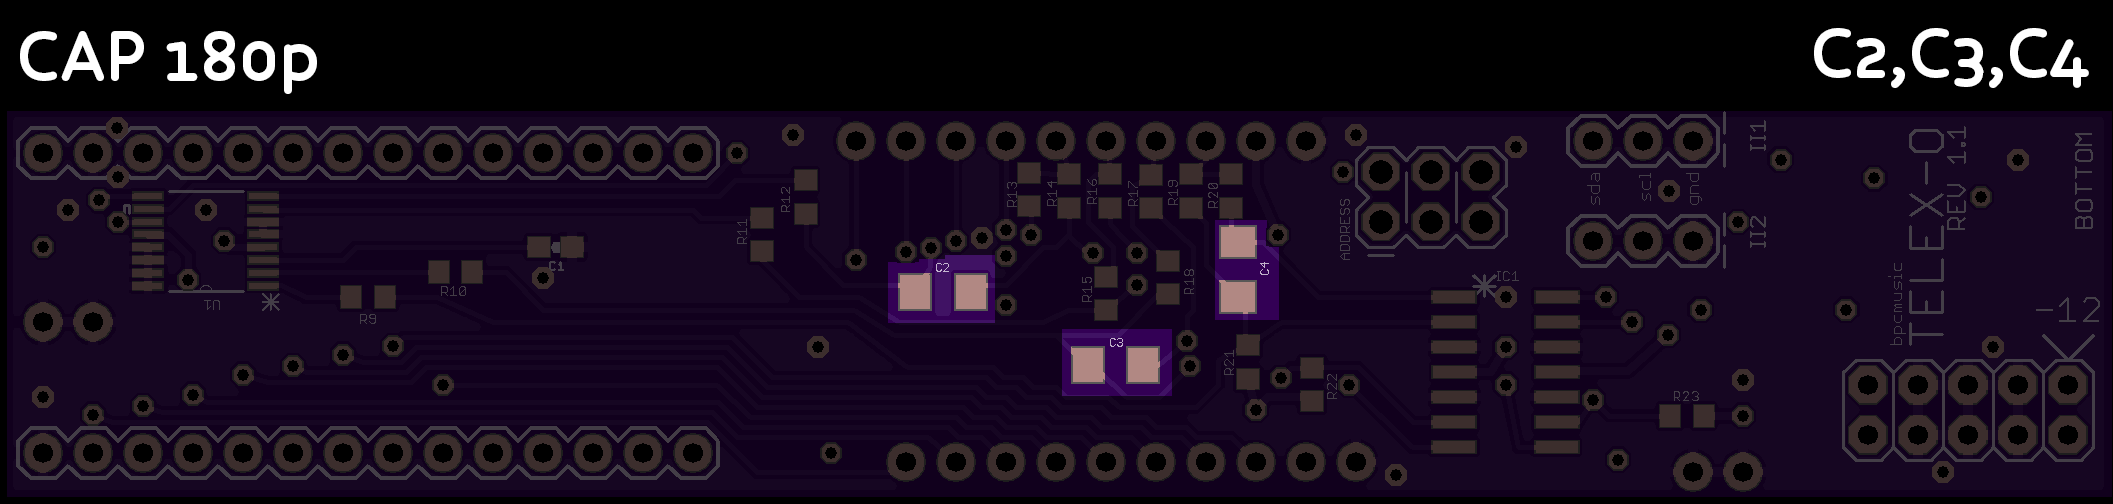 CAP 180p
C2,C3,C4
II1
TELEX-O
REV 1.1
BOTTOM
R12
R13
R14
R16
R17
R19
R20
sda
scl
gnd
R11
ADDRESS
II2
C1
C2
C4
R10
R15
R18
IC1
U1
R9
bpcmusic
-12
C3
R21
R22
R23